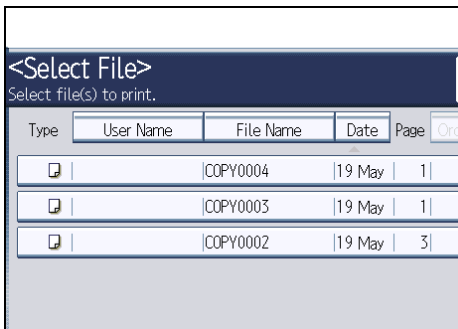 <Select File>
Select file(s) to print.
Type User Name File Name Date Page
COPY0004 19 May 1
COPY0003 19 May 1
COPY0002 19 May 3